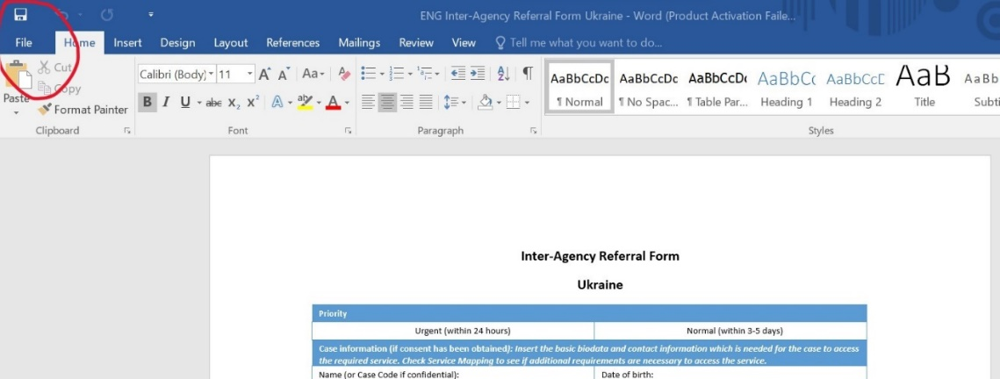 ENG Inter-Agency Referral Form Ukraine - Word (Product Activation Faile...
File Home Insert Design Layout References Mailings Review View Tell me what you want to do...
Cut
Copy
Paste
Format Painter
Clipboard
Calibri (Body) 11 A A Aa
B I U abc X₂ X² A aby A
Font
Paragraph
AaBbCcDc AaBbCcDc AaBbCcDc AaBbCc AaBbCcD AaB AaBb
¶ Normal ¶ No Spac... ¶ Table Par... Heading 1 Heading 2 Title Subti
Styles
Inter-Agency Referral Form
Ukraine
Priority
Urgent (within 24 hours) Normal (within 3-5 days)
Case information (if consent has been obtained): Insert the basic biodata and contact information which is needed for the case to access
the required service. Check Service Mapping to see if additional requirements are necessary to access the service.
Name (or Case Code if confidential): Date of birth: